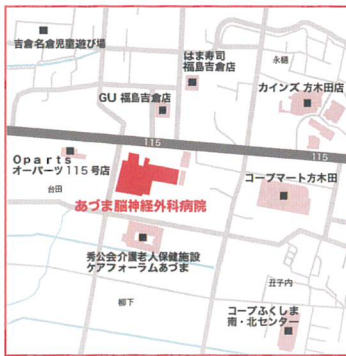 吉倉名倉児童遊び場
はま寿司
福島吉倉店
永樋
GU 福島吉倉店
カインズ 方木田店
115
115
Oparts
オーパーツ 115 号店
台田
あづま脳神経外科病院
コープマート方木田
秀公会介護老人保健施設
ケアフォーラムあづま
丑子内
柳下
コープふくしま
南・北センター